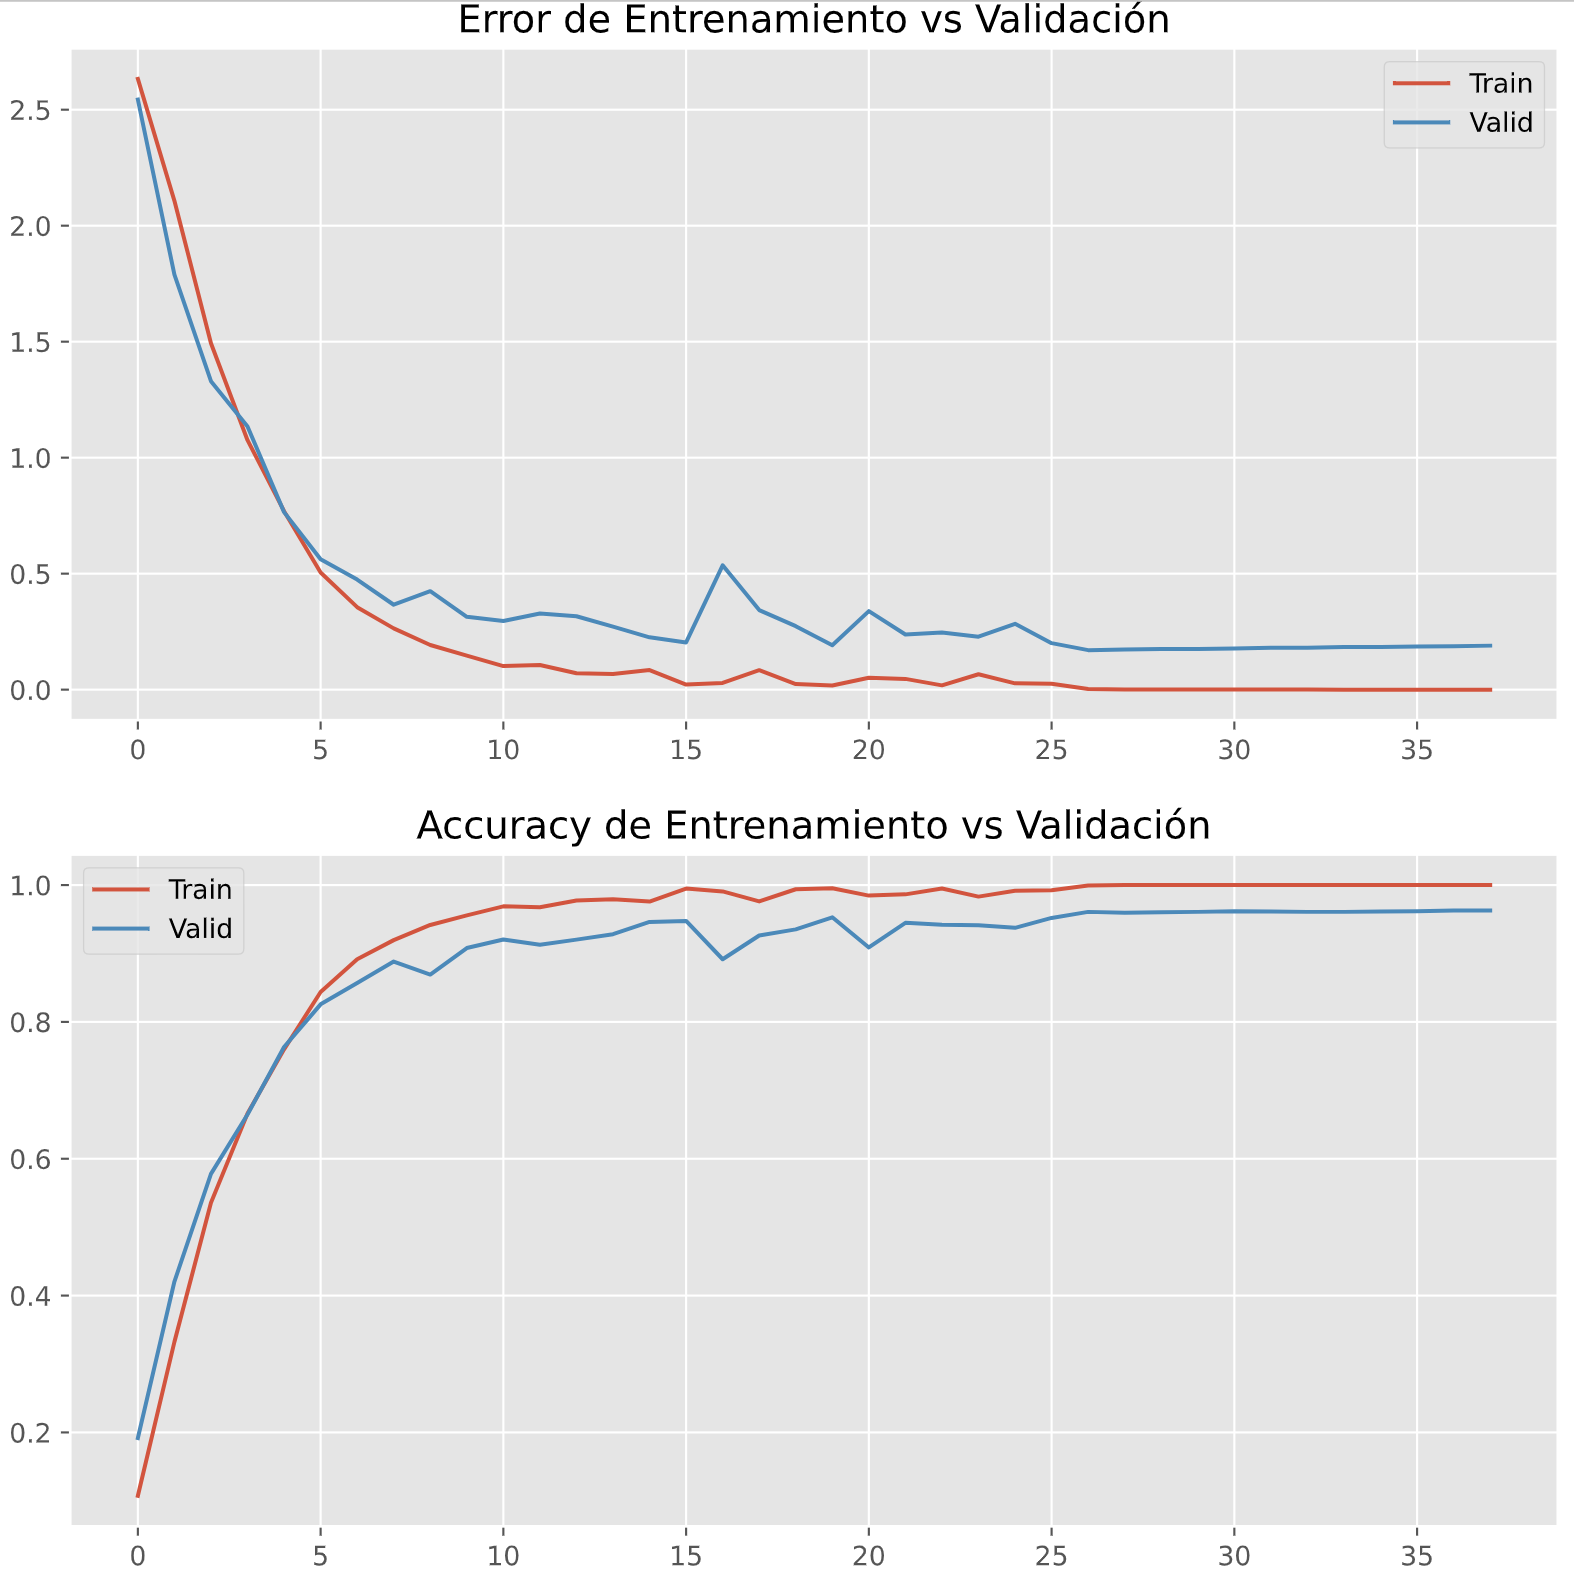 Error de Entrenamiento vs Validación
Train
Valid
2.5
2.0
1.5
1.0
0.5
0.0
0 5 10 15 20 25 30 35
Accuracy de Entrenamiento vs Validación
Train
Valid
1.0
0.8
0.6
0.4
0.2
0 5 10 15 20 25 30 35